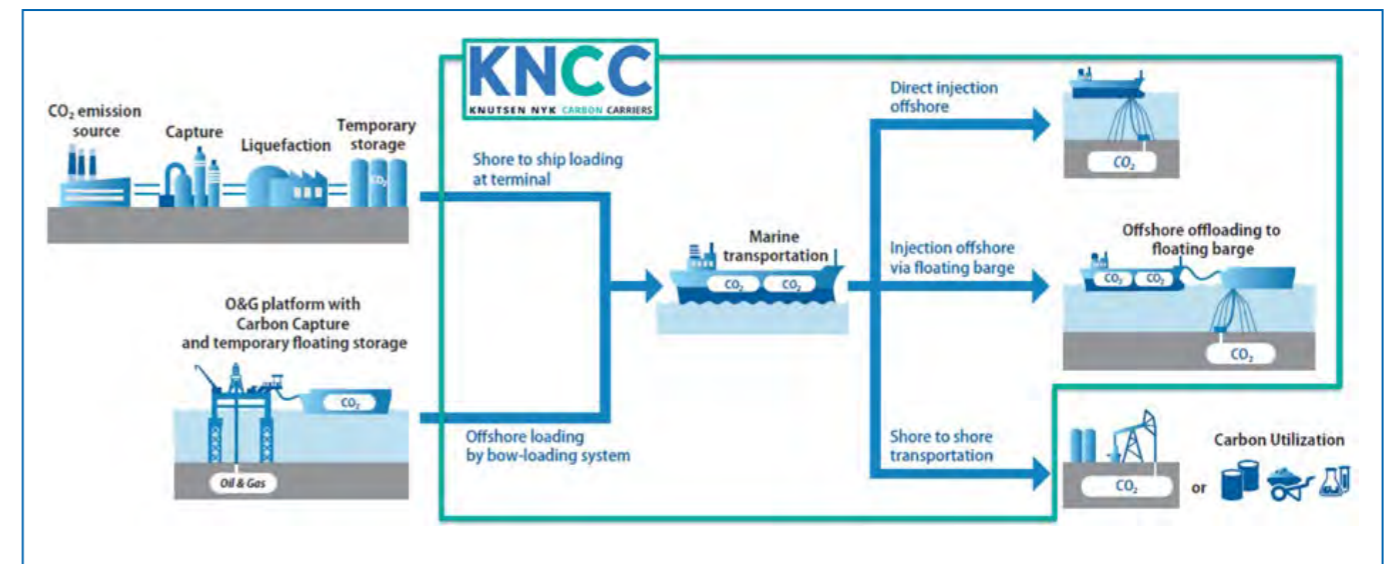 KNCC
KNUTSEN NYK CARBON CARRIERS
CO₂ emission
source
Capture
Liquefaction
Temporary
storage
CO₂
Shore to ship loading
at terminal
O&G platform with
Carbon Capture
and temporary floating storage
CO₂
Oil & Gas
Offshore loading
by bow-loading system
Marine
transportation
CO₂ CO₂
Direct injection
offshore
CO₂
Injection offshore
via floating barge
Offshore offloading to
floating barge
CO₂ CO₂
CO₂
Shore to shore
transportation
CO₂
or
Carbon Utilization